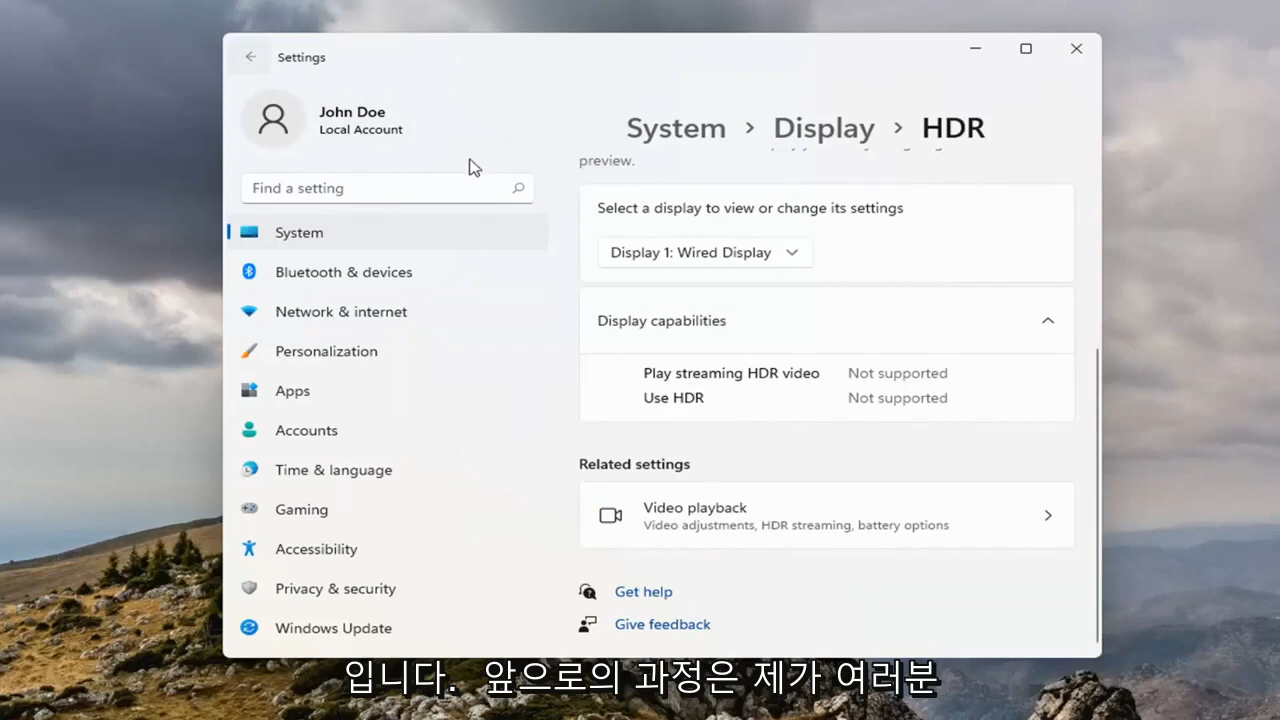 Settings
John Doe
Local Account
Find a setting
System
Bluetooth & devices
Network & internet
Personalization
Apps
Accounts
Time & language
Gaming
Accessibility
Privacy & security
Windows Update
System › Display › HDR
preview.
Select a display to view or change its settings
Display 1: Wired Display
Display capabilities
Play streaming HDR video Not supported
Use HDR Not supported
Related settings
Video playback
Video adjustments, HDR streaming, battery options
Get help
Give feedback
입니다. 앞으로의 과정은 제가 여러분